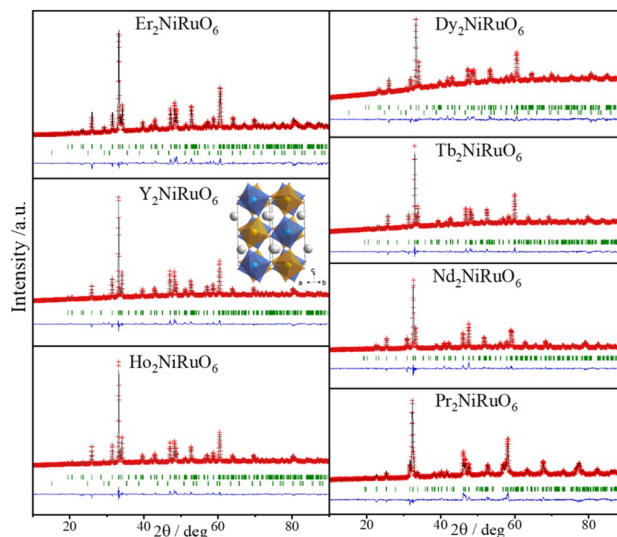 Er₂NiRuO₆
Y₂NiRuO₆
c
a
b
Ho₂NiRuO₆
Intensity /a.u.
20
40
60
80
2θ / deg
Dy₂NiRuO₆
Tb₂NiRuO₆
Nd₂NiRuO₆
Pr₂NiRuO₆
20
40
60
80
2θ / deg